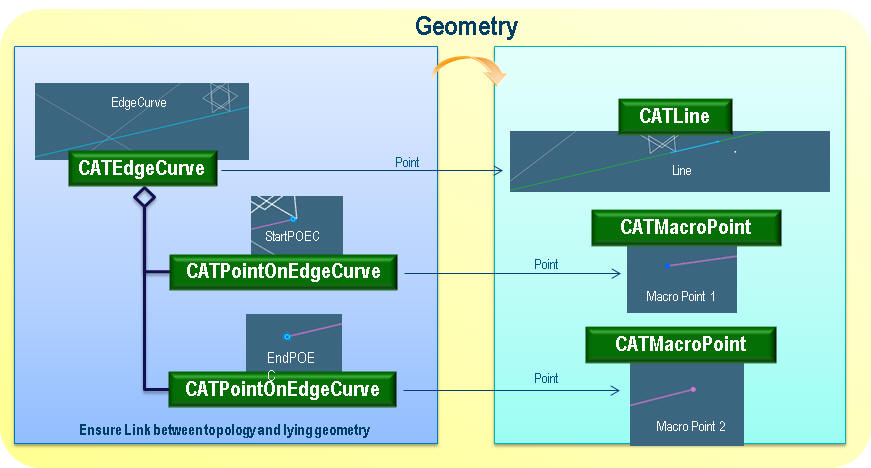 Geometry
EdgeCurve
CATEdgeCurve
Point
CATLine
Line
StartPOEC
CATPointOnEdgeCurve
Point
CATMacroPoint
Macro Point 1
EndPOE
C
CATPointOnEdgeCurve
Point
CATMacroPoint
Macro Point 2
Ensure Link between topology and lying geometry